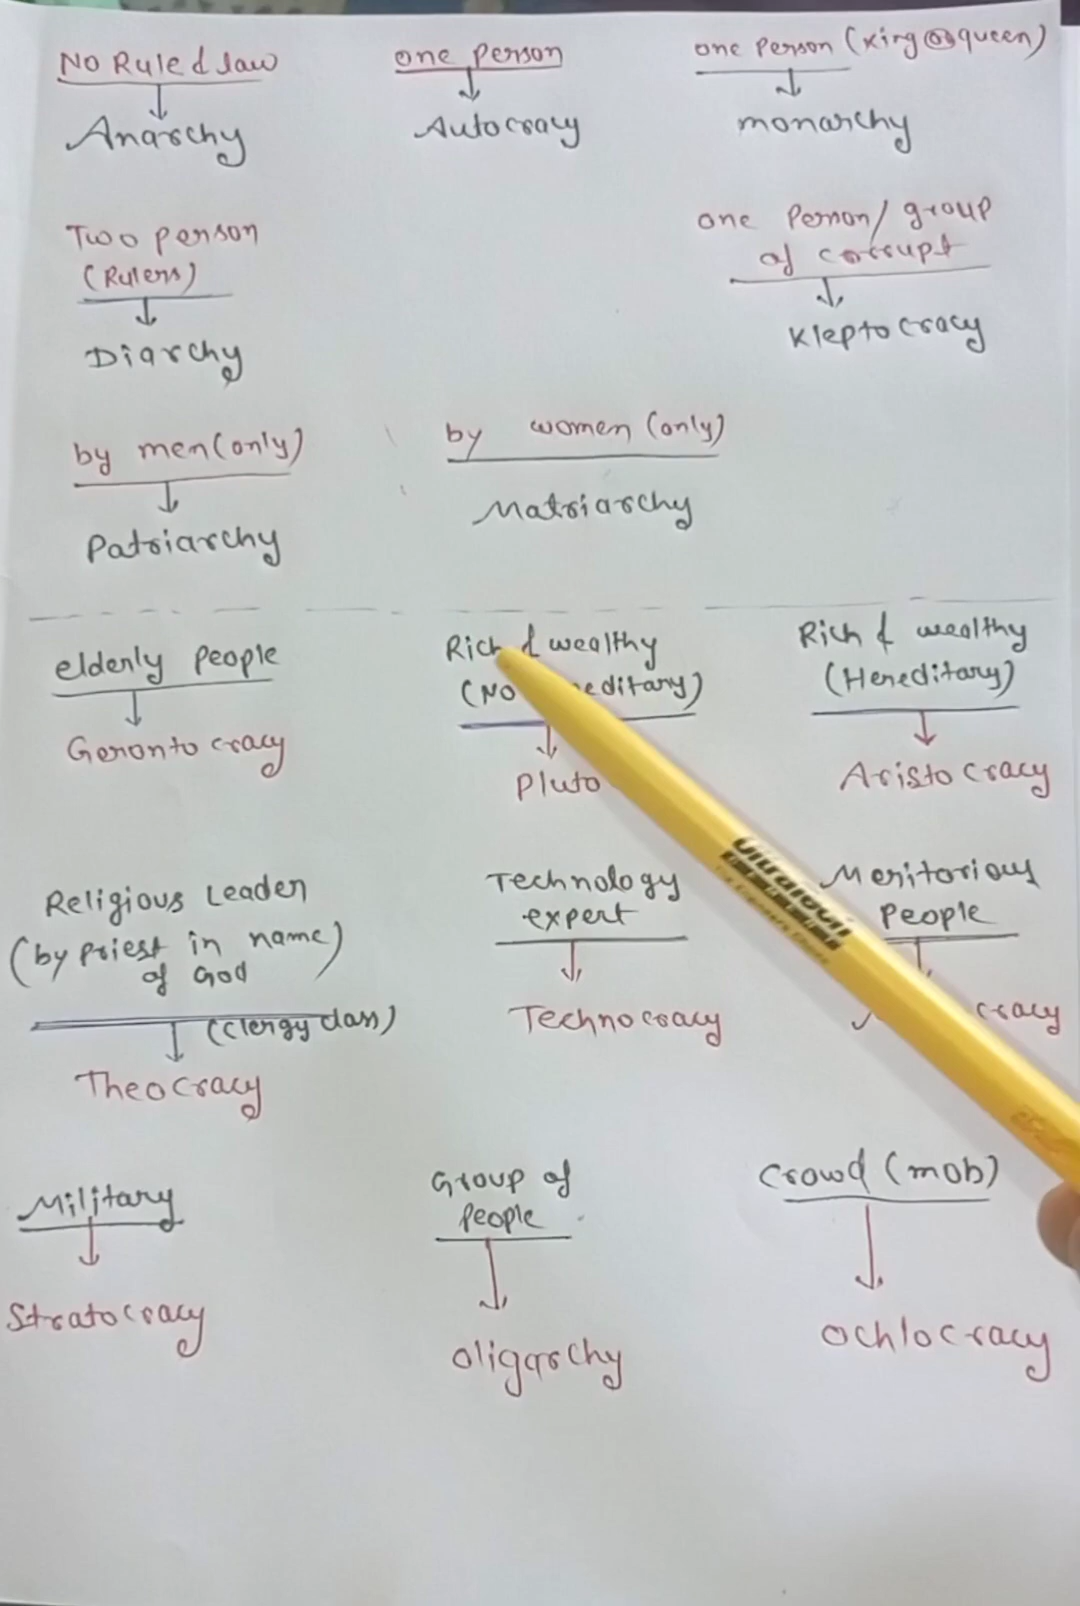 No Rule & law
one person
one person (king or queen)
Anarchy
Autocracy
monarchy
Two person
(Rulers)
Diarchy
one Person/group
of corrupt
Kleptocracy
by men (only)
Patriarchy
by women (only)
Matriarchy
elderly People
Gerontocracy
Rich & wealthy
(No
editary)
Pluto
Rich & wealthy
(Hereditary)
Aristocracy
Religious Leader
(by priest in name
of God)
(clergy class)
Theocracy
Technology
expert
Technocracy
Meritorious
People
cracy
Military
Stratocracy
Group of
People
oligarchy
Crowd (mob)
ochlocracy